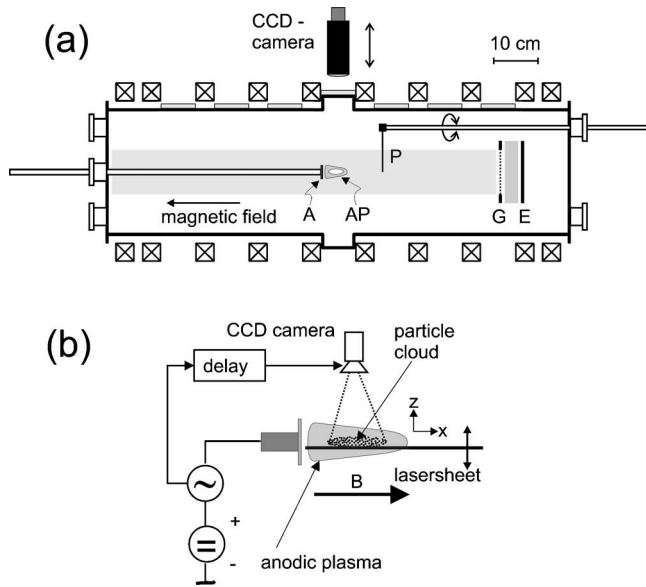 (a)
CCD -
camera
10 cm
P
A
AP
G
E
magnetic field
(b)
CCD camera
particle
cloud
delay
z
x
lasersheet
B
~
+
=
-
anodic plasma